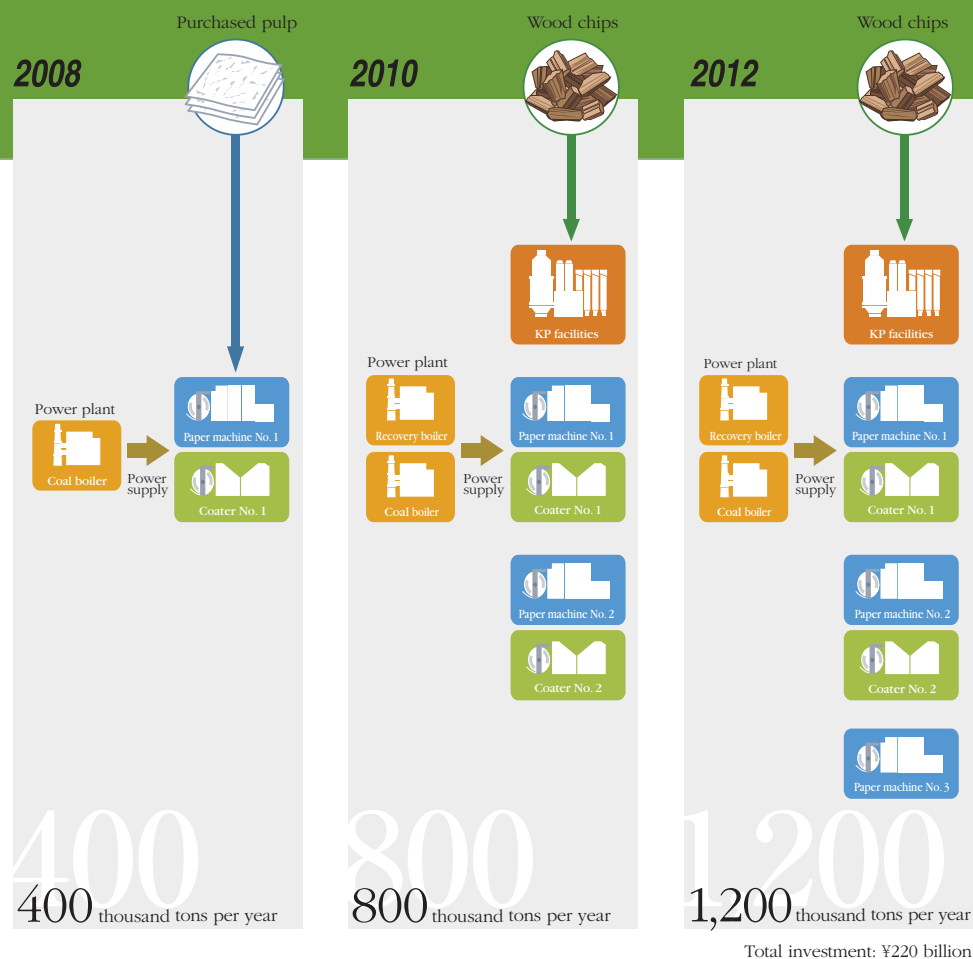 2008
Purchased pulp
Power plant
Coal boiler
Power
supply
Paper machine No. 1
Coater No. 1
400
400 thousand tons per year
2010
Wood chips
KP facilities
Power plant
Recovery boiler
Coal boiler
Power
supply
Paper machine No. 1
Coater No. 1
Paper machine No. 2
Coater No. 2
800
800 thousand tons per year
2012
Wood chips
KP facilities
Power plant
Recovery boiler
Coal boiler
Power
supply
Paper machine No. 1
Coater No. 1
Paper machine No. 2
Coater No. 2
Paper machine No. 3
1,200
1,200 thousand tons per year
Total investment: ¥220 billion